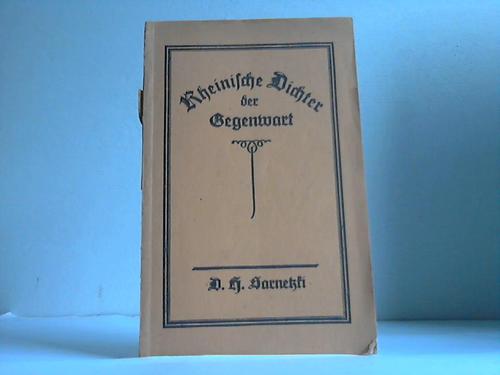 Rheinische Dichter
der
Gegenwart
D. H. Sarnetzki